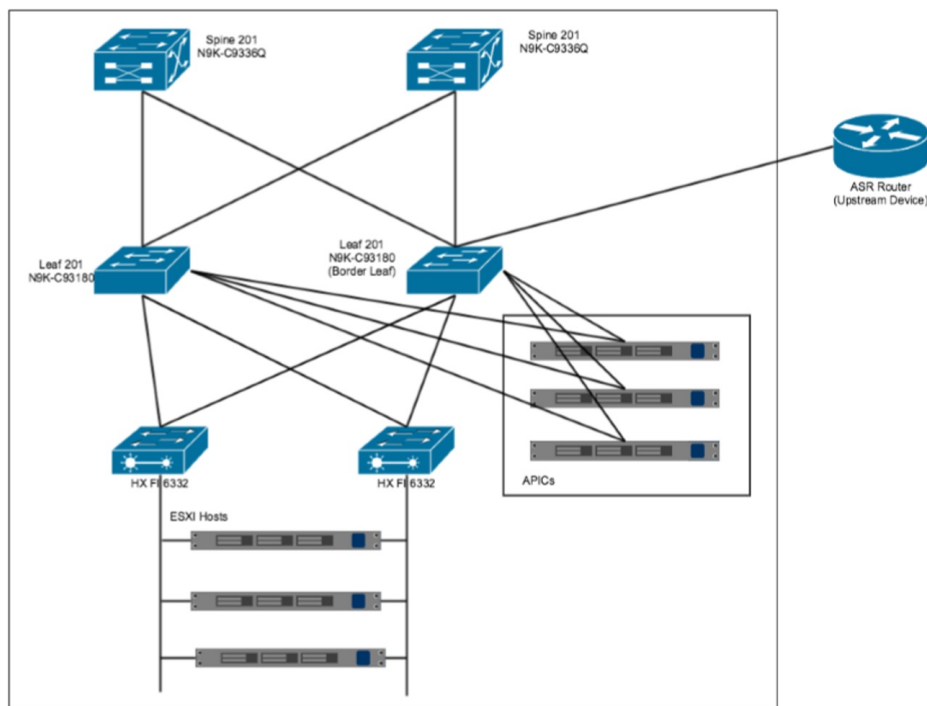 Spine 201
N9K-C9336Q
Spine 201
N9K-C9336Q
ASR Router
(Upstream Device)
Leaf 201
N9K-C93180
Leaf 201
N9K-C93180
(Border Leaf)
HX FI 6332
HX FI 6332
APICs
ESXI Hosts